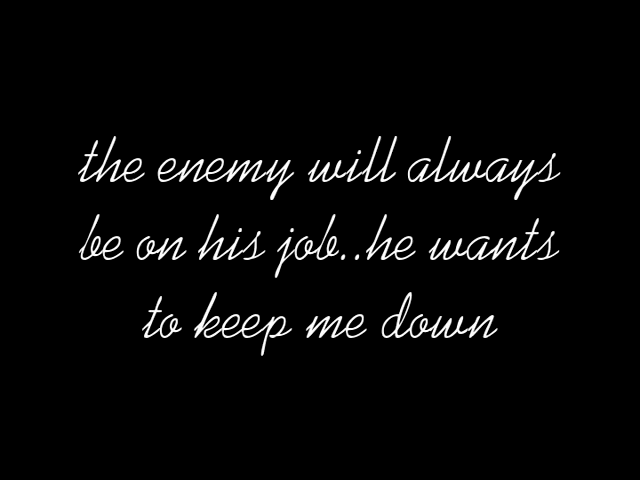 the enemy will always
be on his job..he wants
to keep me down